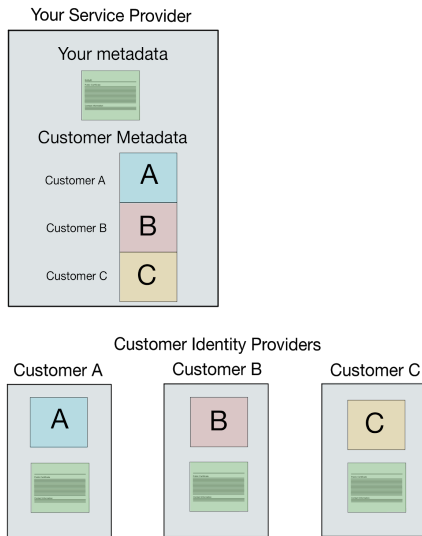 Your Service Provider
Your metadata
Customer Metadata
Customer A
A
Customer B
B
Customer C
C
Customer Identity Providers
Customer A
Customer B
Customer C
A
B
C